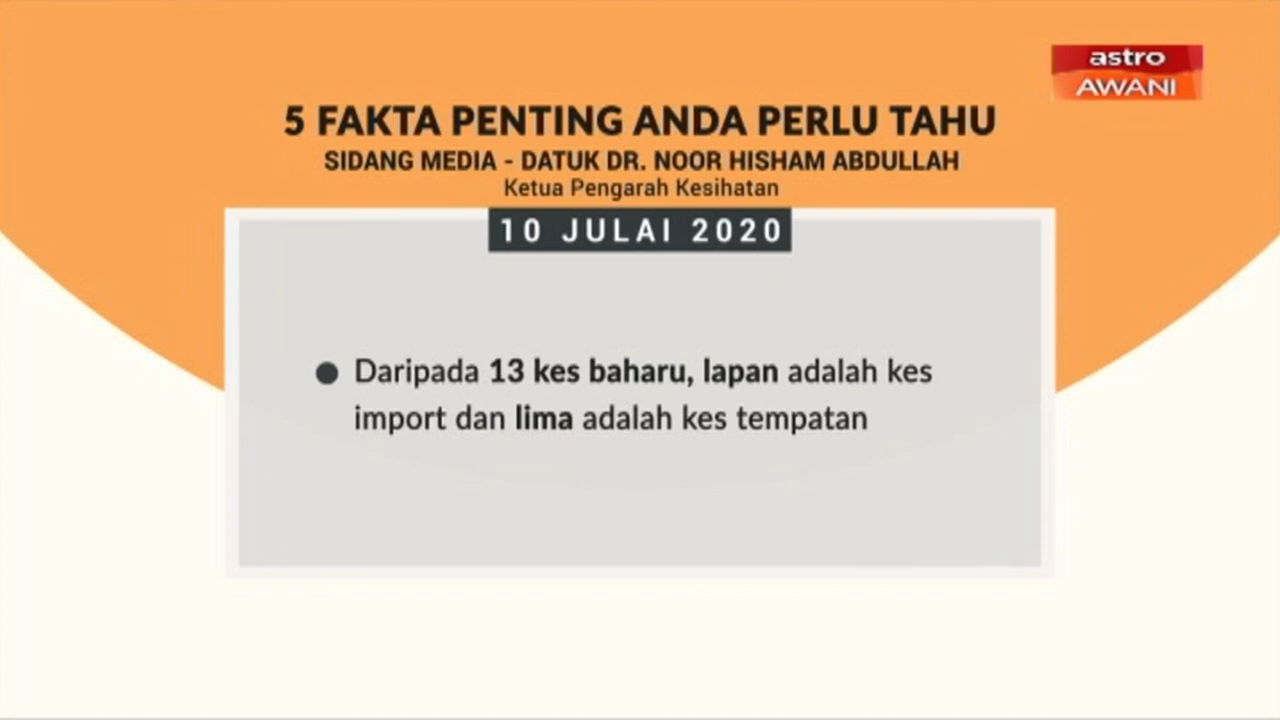 astro
AWANI
5 FAKTA PENTING ANDA PERLU TAHU
SIDANG MEDIA - DATUK DR. NOOR HISHAM ABDULLAH
Ketua Pengarah Kesihatan
10 JULAI 2020
Daripada 13 kes baharu, lapan adalah kes
import dan lima adalah kes tempatan